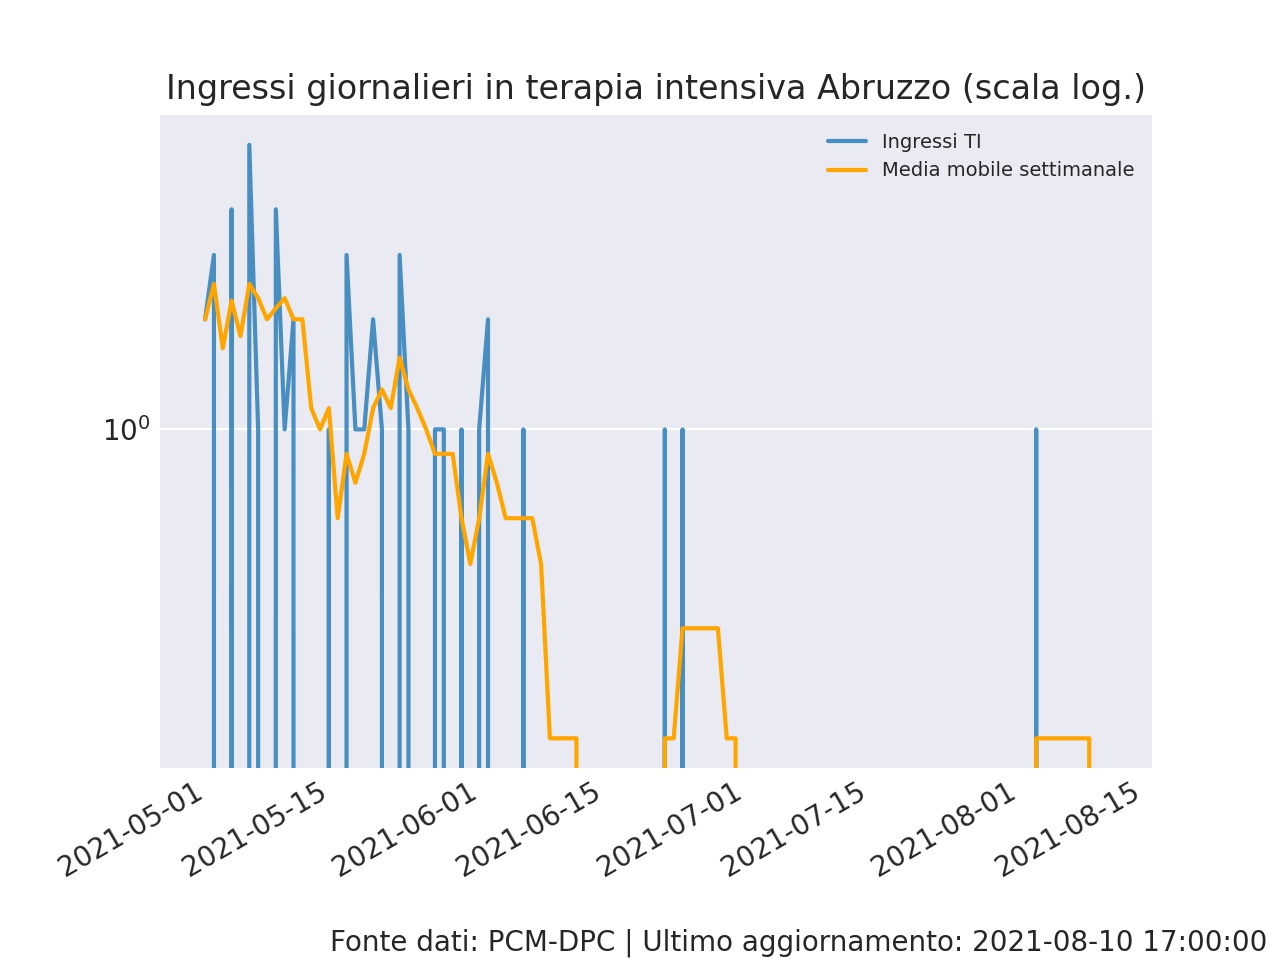 Ingressi giornalieri in terapia intensiva Abruzzo (scala log.)
Ingressi TI
Media mobile settimanale
10⁰
2021-05-01
2021-05-15
2021-06-01
2021-06-15
2021-07-01
2021-07-15
2021-08-01
2021-08-15
Fonte dati: PCM-DPC | Ultimo aggiornamento: 2021-08-10 17:00:00